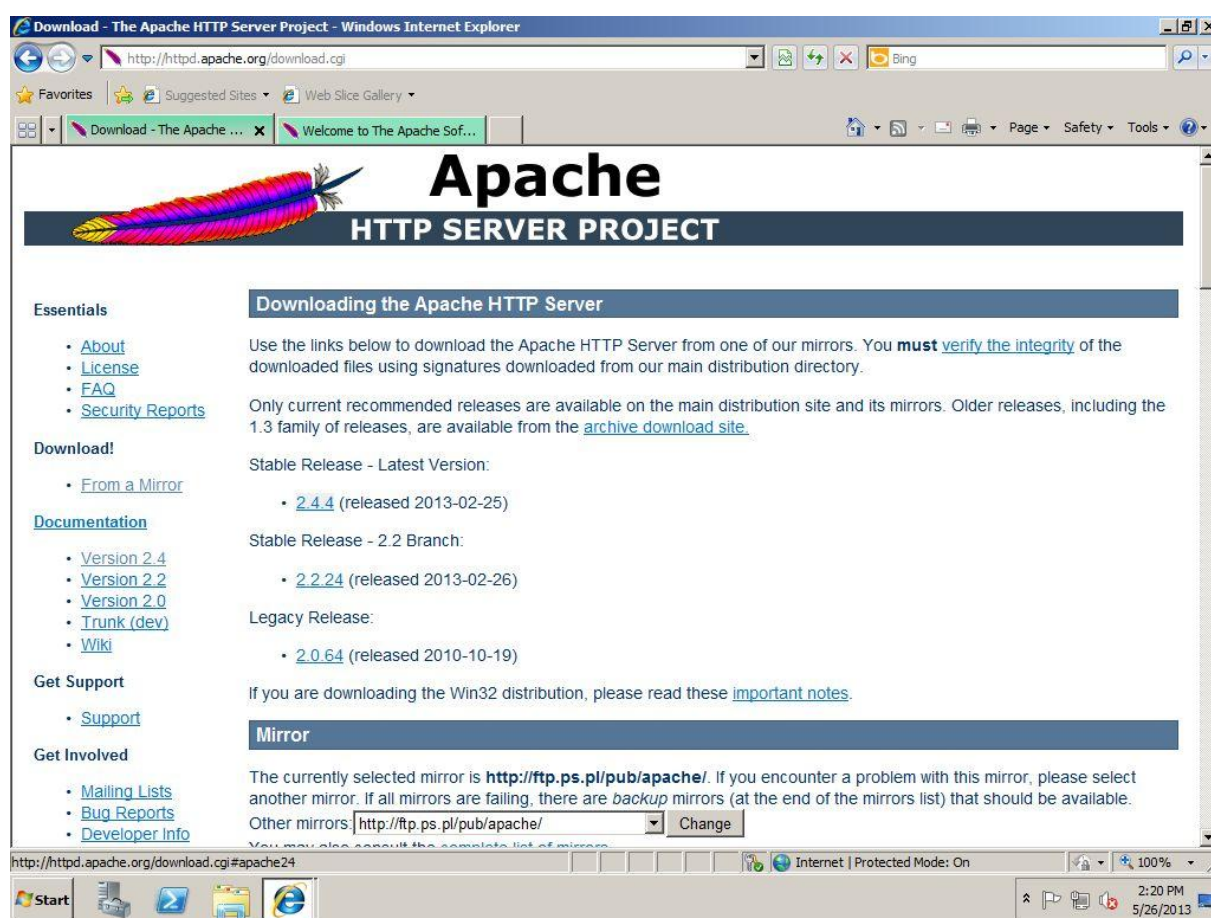 Download - The Apache HTTP Server Project - Windows Internet Explorer
http://httpd.apache.org/download.cgi
Bing
Favorites
Suggested Sites
Web Slice Gallery
Download - The Apache ...
Welcome to The Apache Sof...
Page
Safety
Tools
Apache
HTTP SERVER PROJECT
Essentials
• About
• License
• FAQ
• Security Reports
Download!
• From a Mirror
Documentation
• Version 2.4
• Version 2.2
• Version 2.0
• Trunk (dev)
• Wiki
Get Support
• Support
Get Involved
• Mailing Lists
• Bug Reports
• Developer Info
Downloading the Apache HTTP Server
Use the links below to download the Apache HTTP Server from one of our mirrors. You must verify the integrity of the
downloaded files using signatures downloaded from our main distribution directory.
Only current recommended releases are available on the main distribution site and its mirrors. Older releases, including the
1.3 family of releases, are available from the archive download site.
Stable Release - Latest Version:
• 2.4.4 (released 2013-02-25)
Stable Release - 2.2 Branch:
• 2.2.24 (released 2013-02-26)
Legacy Release:
• 2.0.64 (released 2010-10-19)
If you are downloading the Win32 distribution, please read these important notes.
Mirror
The currently selected mirror is http://ftp.ps.pl/pub/apache/. If you encounter a problem with this mirror, please select
another mirror. If all mirrors are failing, there are backup mirrors (at the end of the mirrors list) that should be available.
Other mirrors: http://ftp.ps.pl/pub/apache/ Change
You may also consult the complete list of mirrors
http://httpd.apache.org/download.cgi#apache24
Internet | Protected Mode: On
100%
Start
2:20 PM
5/26/2013